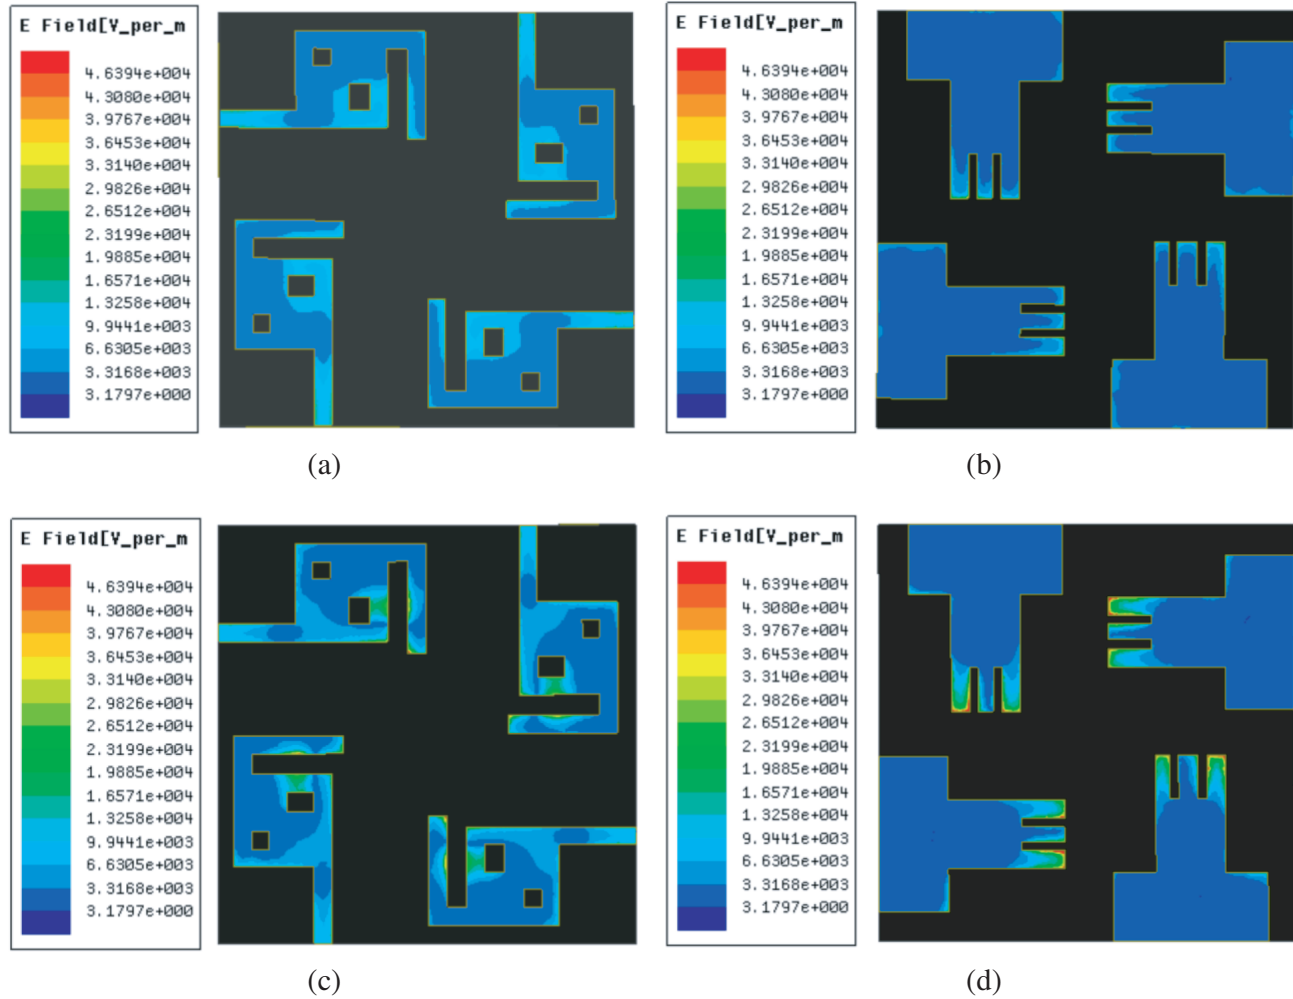 E Field[V_per_m
4.6394e+004
4.3080e+004
3.9767e+004
3.6453e+004
3.3140e+004
2.9826e+004
2.6512e+004
2.3199e+004
1.9885e+004
1.6571e+004
1.3258e+004
9.9441e+003
6.6305e+003
3.3168e+003
3.1797e+000
(a)
E Field[V_per_m
4.6394e+004
4.3080e+004
3.9767e+004
3.6453e+004
3.3140e+004
2.9826e+004
2.6512e+004
2.3199e+004
1.9885e+004
1.6571e+004
1.3258e+004
9.9441e+003
6.6305e+003
3.3168e+003
3.1797e+000
(b)
E Field[V_per_m
4.6394e+004
4.3080e+004
3.9767e+004
3.6453e+004
3.3140e+004
2.9826e+004
2.6512e+004
2.3199e+004
1.9885e+004
1.6571e+004
1.3258e+004
9.9441e+003
6.6305e+003
3.3168e+003
3.1797e+000
(c)
E Field[V_per_m
4.6394e+004
4.3080e+004
3.9767e+004
3.6453e+004
3.3140e+004
2.9826e+004
2.6512e+004
2.3199e+004
1.9885e+004
1.6571e+004
1.3258e+004
9.9441e+003
6.6305e+003
3.3168e+003
3.1797e+000
(d)